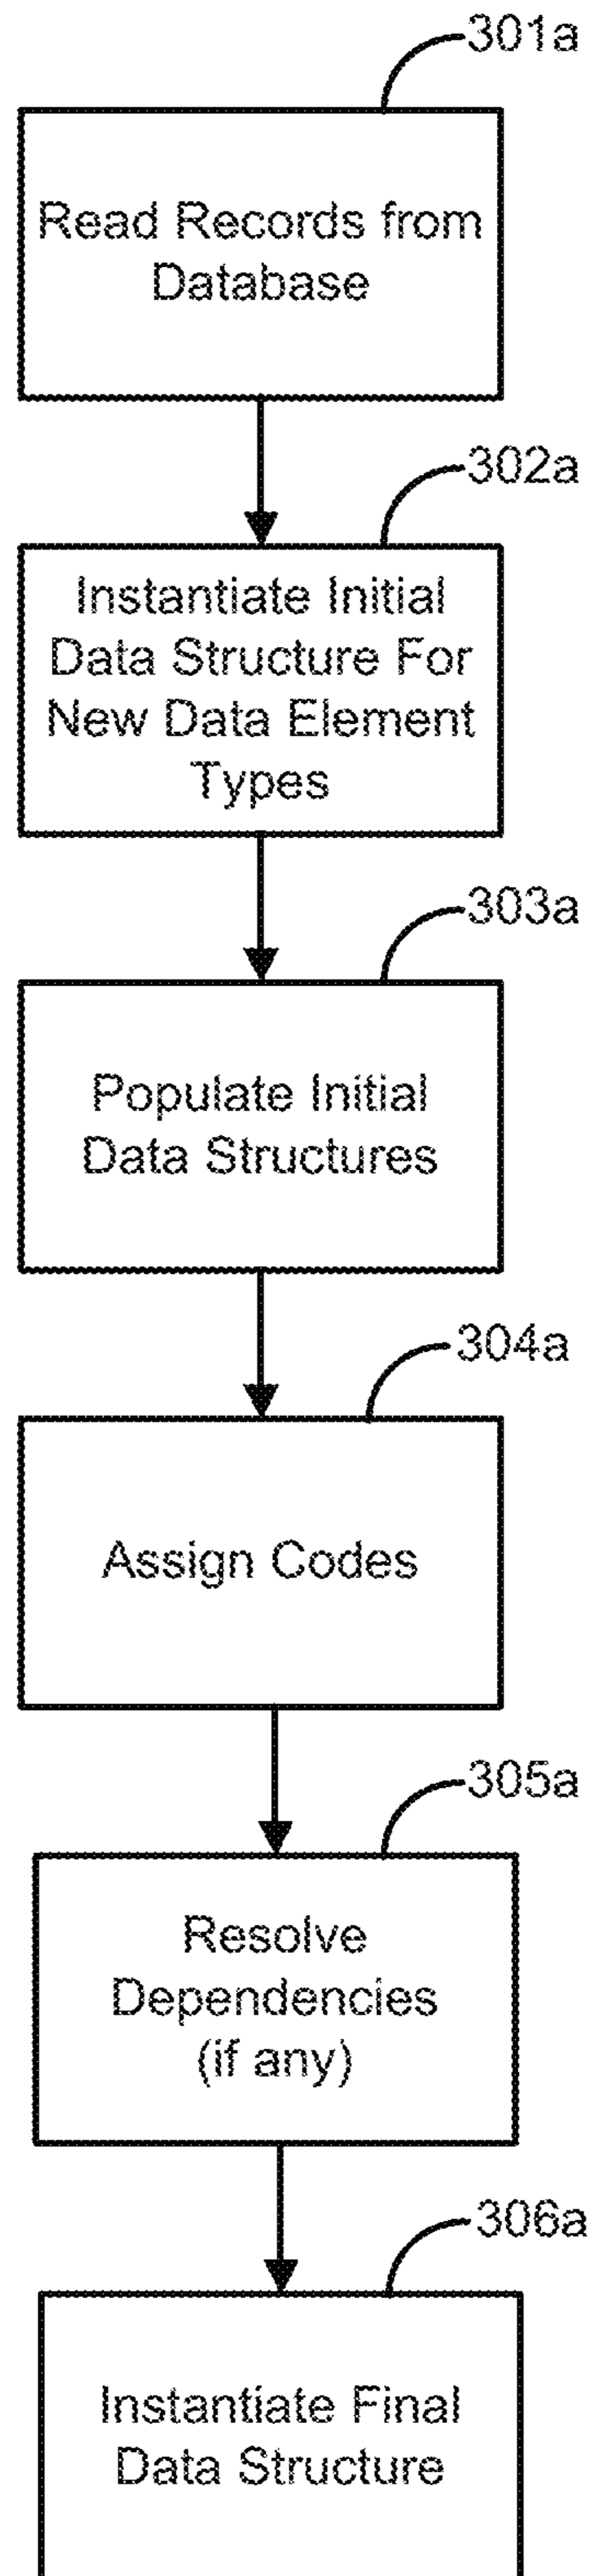 301a
Read Records from
Database
302a
Instantiate Initial
Data Structure For
New Data Element
Types
303a
Populate Initial
Data Structures
304a
Assign Codes
305a
Resolve
Dependencies
(if any)
306a
Instantiate Final
Data Structure